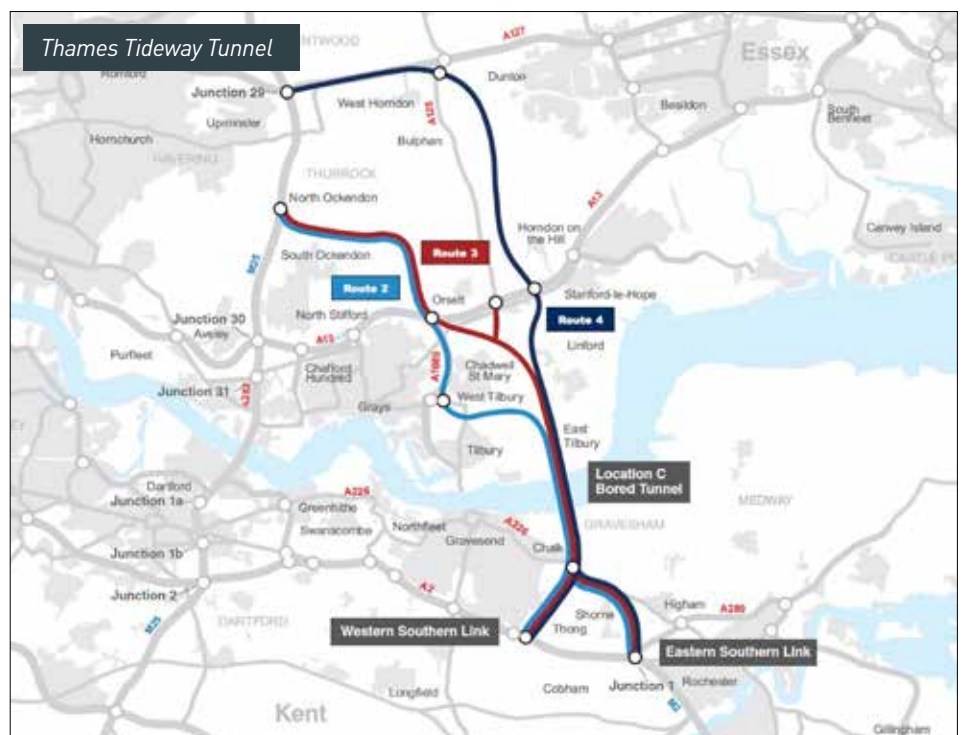 Thames Tideway Tunnel
NTWOOD
A127
Essex
Romford
Junction 29
West Horndon
Dunton
Basildon
South
Benfleet
Upminster
A128
Hornchurch
HAVERING
Bulphan
THURROCK
A13
North Ockendon
Horndon on
the Hill
Canvey Island
CASTLE PO
M25
South Ockendon
Route 3
Route 2
Orsett
Stanford-le-Hope
Junction 30
North Stifford
Route 4
Aveley
A13
Linford
Purfleet
Chafford
Hundred
A1089
Chadwell
St Mary
Junction 31
A282
West Tilbury
Grays
East
Tilbury
Tilbury
Location C
Bored Tunnel
Dartford
Junction 1a
A226
MEDWAY
Greenhithe
Swanscombe
Northfleet
A226
GRAVESHAM
Gravesend
Chalk
Junction 1b
A2
Junction 2
Higham
A289
Shorne
M25
DARTFORD
Western Southern Link
Thong
Eastern Southern Link
Cobham
Junction 1
Rochester
Longfield
M2
Kent
Gillingham